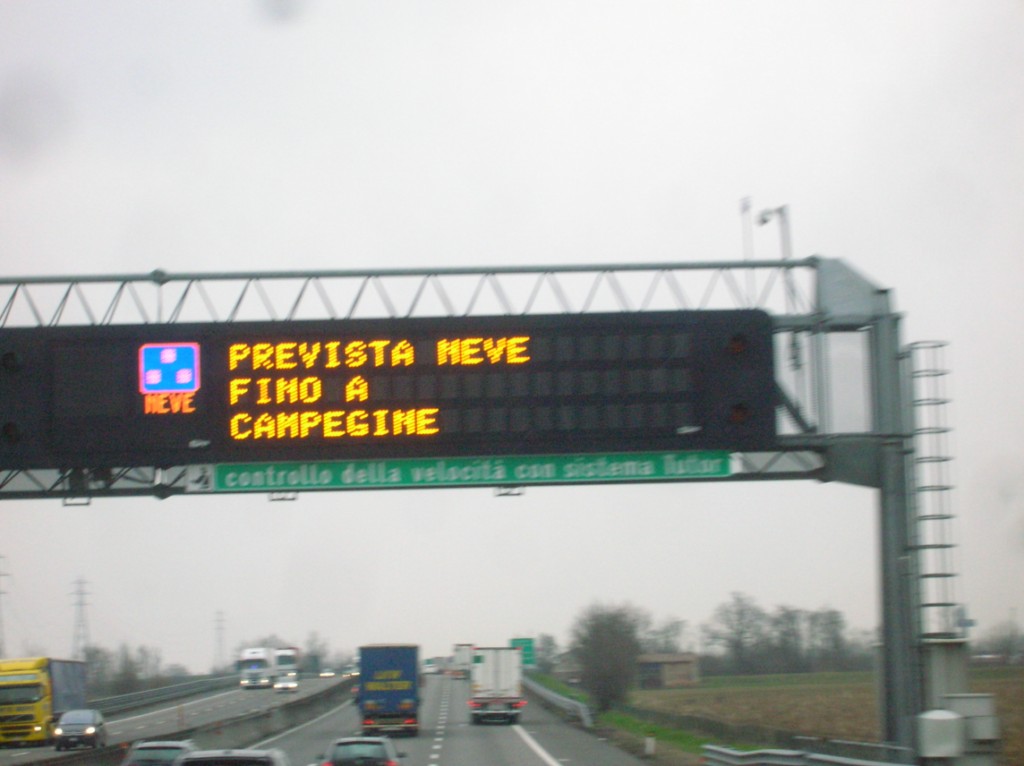 PREVISTA NEVE
FINO A
CAMPEGINE
NEVE
controllo della velocità con sistema Tutor